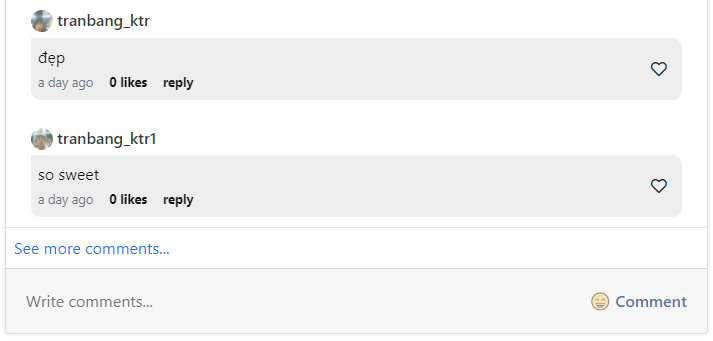 tranbang_ktr
đẹp
a day ago 0 likes reply
tranbang_ktr1
so sweet
a day ago 0 likes reply
See more comments...
Write comments... Comment